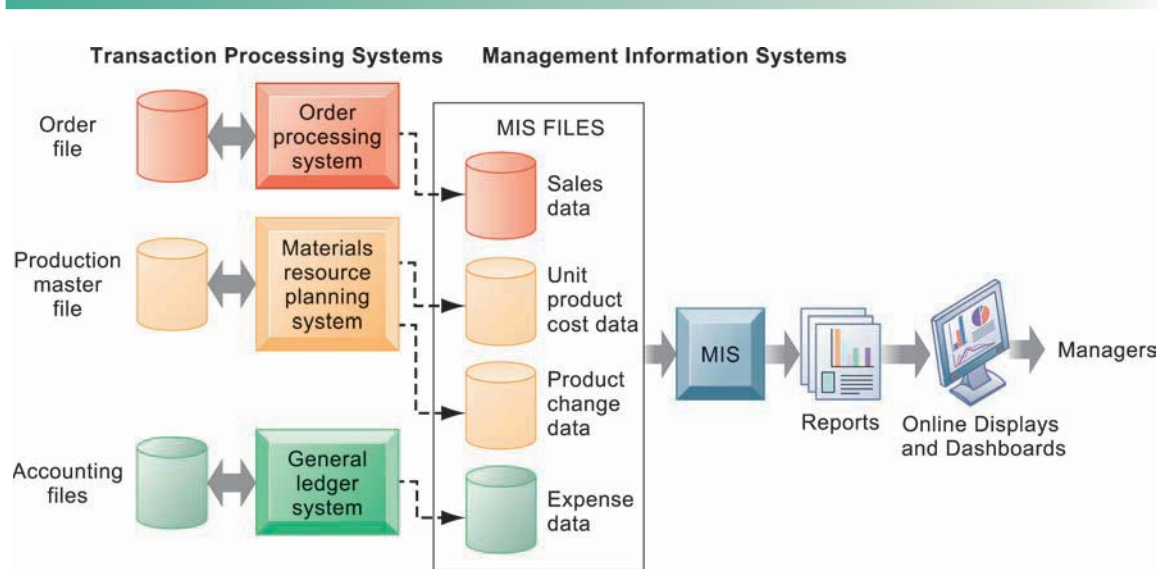 Transaction Processing Systems
Management Information Systems
Order
file
Order
processing
system
MIS FILES
Sales
data
Production
master
file
Materials
resource
planning
system
Unit
product
cost data
Product
change
data
MIS
Reports
Online Displays
and Dashboards
Managers
Accounting
files
General
ledger
system
Expense
data